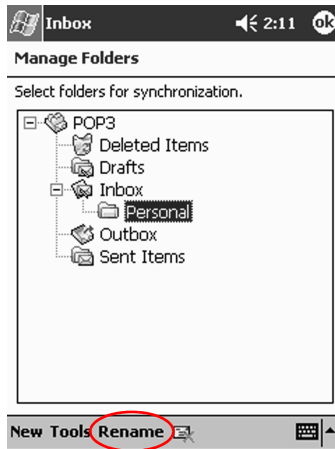 Inbox 2:11 ok
Manage Folders
Select folders for synchronization.
POP3
Deleted Items
Drafts
Inbox
Personal
Outbox
Sent Items
New Tools Rename